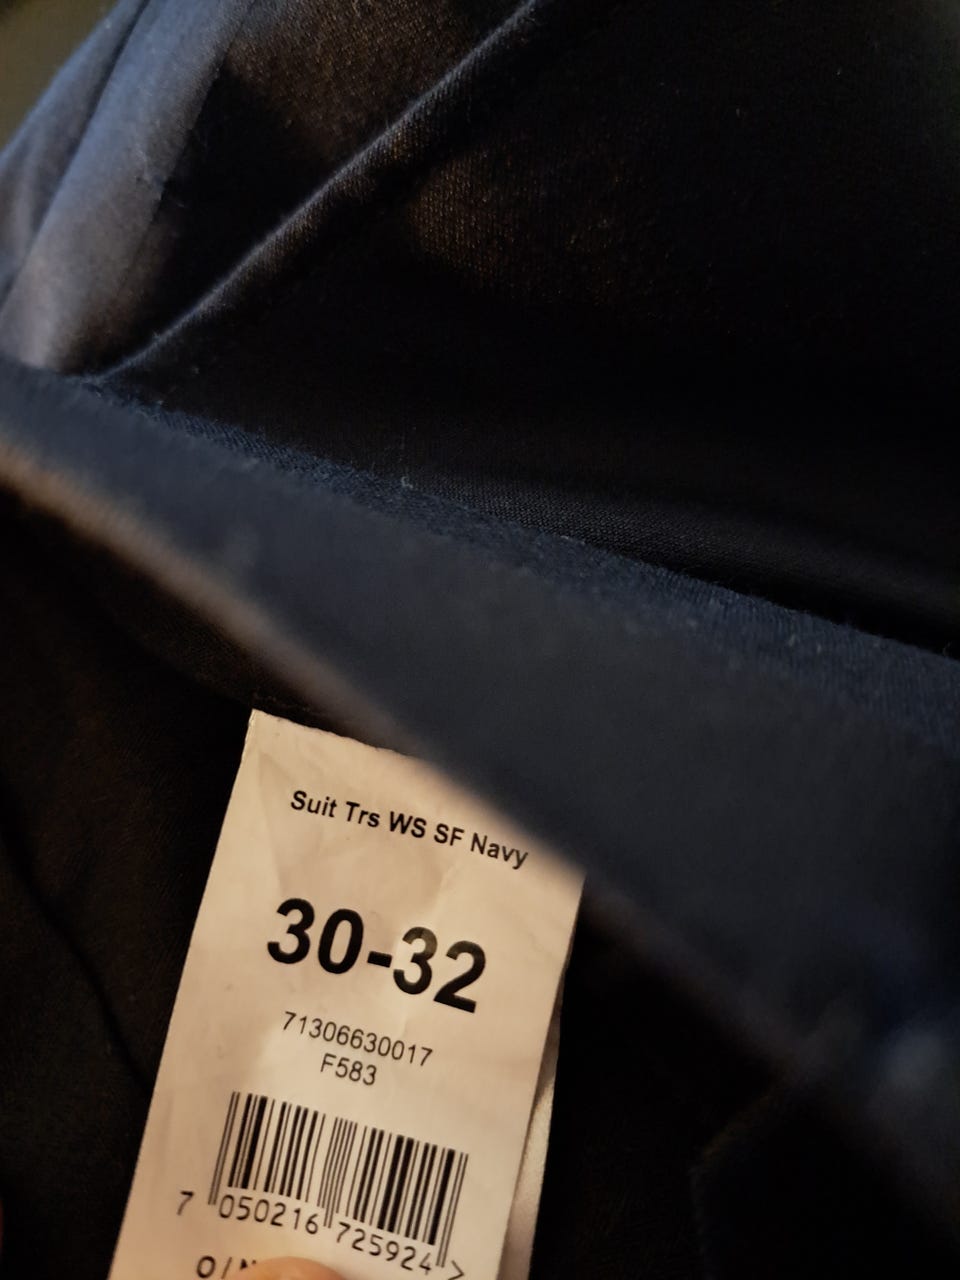 Suit Trs WS SF Navy
30-32
71306630017
F583
7 050216 725924 >